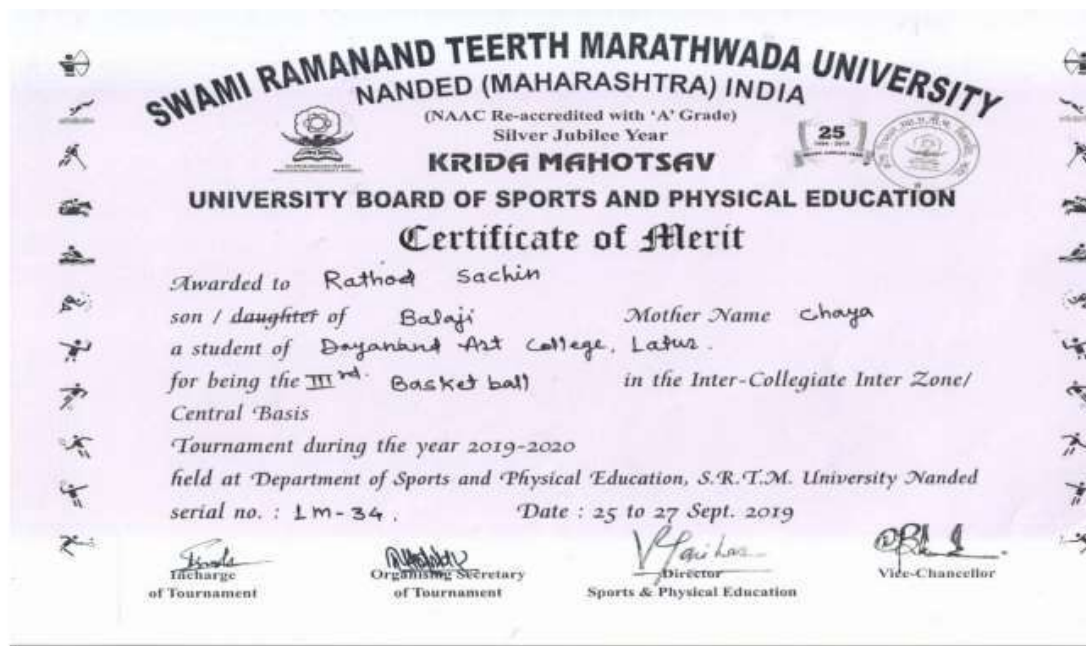 SWAMI RAMANAND TEERTH MARATHWADA UNIVERSITY
NANDED (MAHARASHTRA) INDIA
(NAAC Re-accredited with 'A' Grade)
Silver Jubilee Year
25
KRIDA MAHOTSAV
UNIVERSITY BOARD OF SPORTS AND PHYSICAL EDUCATION
Certificate of Merit
Awarded to Rathod Sachin
son / daughter of Balaji Mother Name chaya
a student of Dayanand Art College, Latur.
for being the IIIrd. Basket ball in the Inter-Collegiate Inter Zone/
Central Basis
Tournament during the year 2019-2020
held at Department of Sports and Physical Education, S.R.T.M. University Nanded
serial no. : 1m-34. Date : 25 to 27 Sept. 2019
Incharge Organising Secretary Director Vice-Chancellor
of Tournament of Tournament Sports & Physical Education